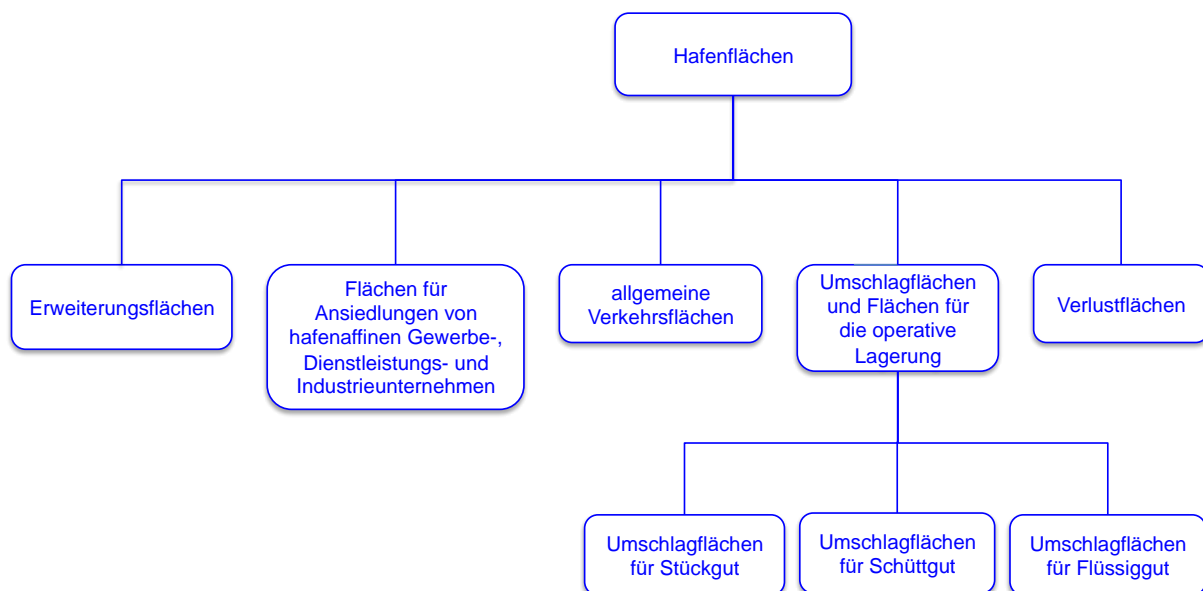 Hafenflächen
Erweiterungsflächen
Flächen für
Ansiedlungen von
hafenaffinen Gewerbe-,
Dienstleistungs- und
Industrieunternehmen
allgemeine
Verkehrsflächen
Umschlagflächen
und Flächen für
die operative
Lagerung
Verlustflächen
Umschlagflächen
für Stückgut
Umschlagflächen
für Schüttgut
Umschlagflächen
für Flüssiggut